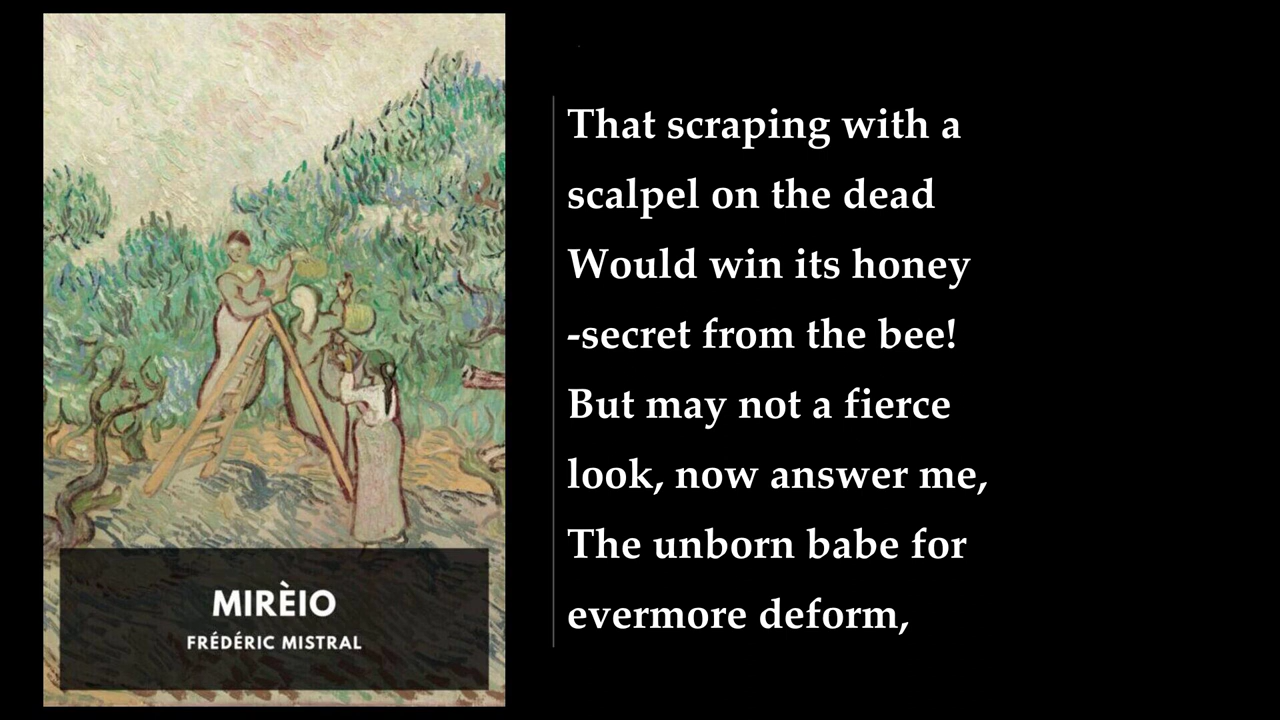 MIRÈIO
FRÉDÉRIC MISTRAL
That scraping with a
scalpel on the dead
Would win its honey
-secret from the bee!
But may not a fierce
look, now answer me,
The unborn babe for
evermore deform,